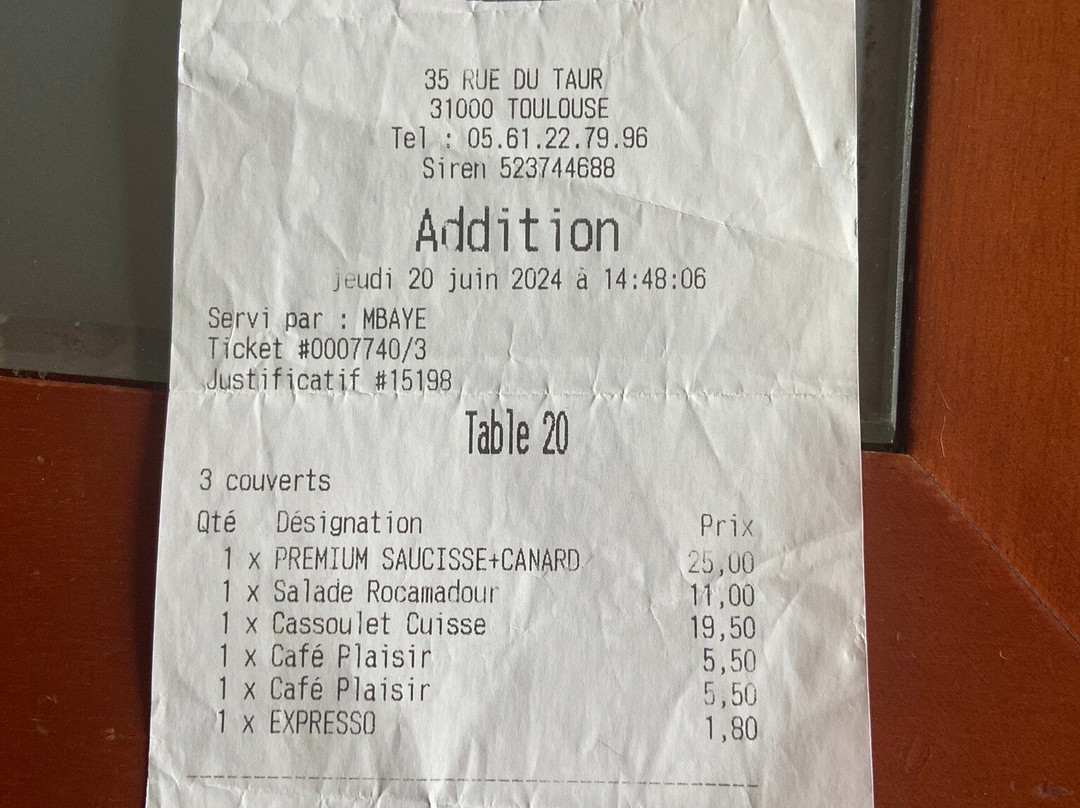 35 RUE DU TAUR
31000 TOULOUSE
Tel : 05.61.22.79.96
Siren 523744688
Addition
jeudi 20 juin 2024 à 14:48:06
Servi par : MBAYE
Ticket #0007740/3
Justificatif #15198
Table 20
3 couverts
Qté Désignation Prix
1 x PREMIUM SAUCISSE+CANARD 25,00
1 x Salade Rocamadour 11,00
1 x Cassoulet Cuisse 19,50
1 x Café Plaisir 5,50
1 x Café Plaisir 5,50
1 x EXPRESSO 1,80